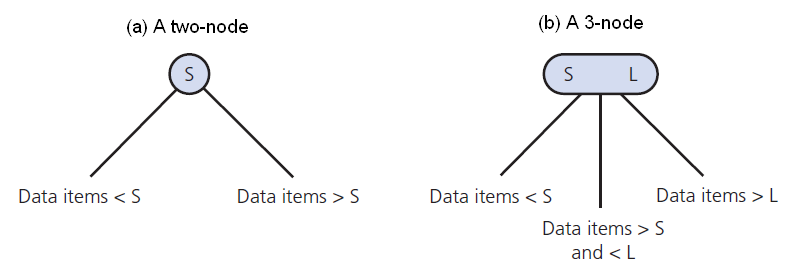 (a) A two-node
S
Data items < S
Data items > S
(b) A 3-node
S L
Data items < S
Data items > S
and < L
Data items > L